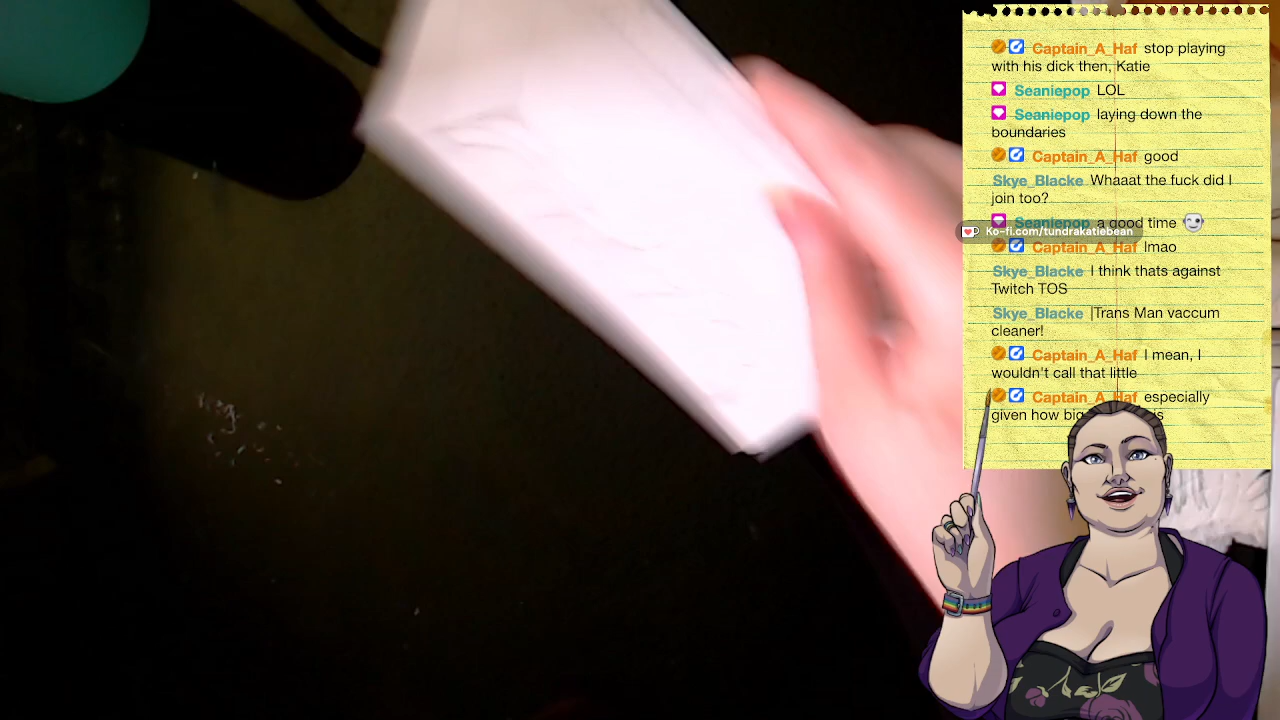 Captain_A_Haf stop playing
with his dick then, Katie
Seaniepop LOL
Seaniepop laying down the
boundaries
Captain_A_Haf good
Skye_Blacke Whaaat the fuck did I
join too?
Seaniepop a good time
Ko-fi.com/tundrakatiebean
Captain_A_Haf lmao
Skye_Blacke I think thats against
Twitch TOS
Skye_Blacke |Trans Man vaccum
cleaner!
Captain_A_Haf I mean, I
wouldn't call that little
Captain_A_Haf especially
given how big